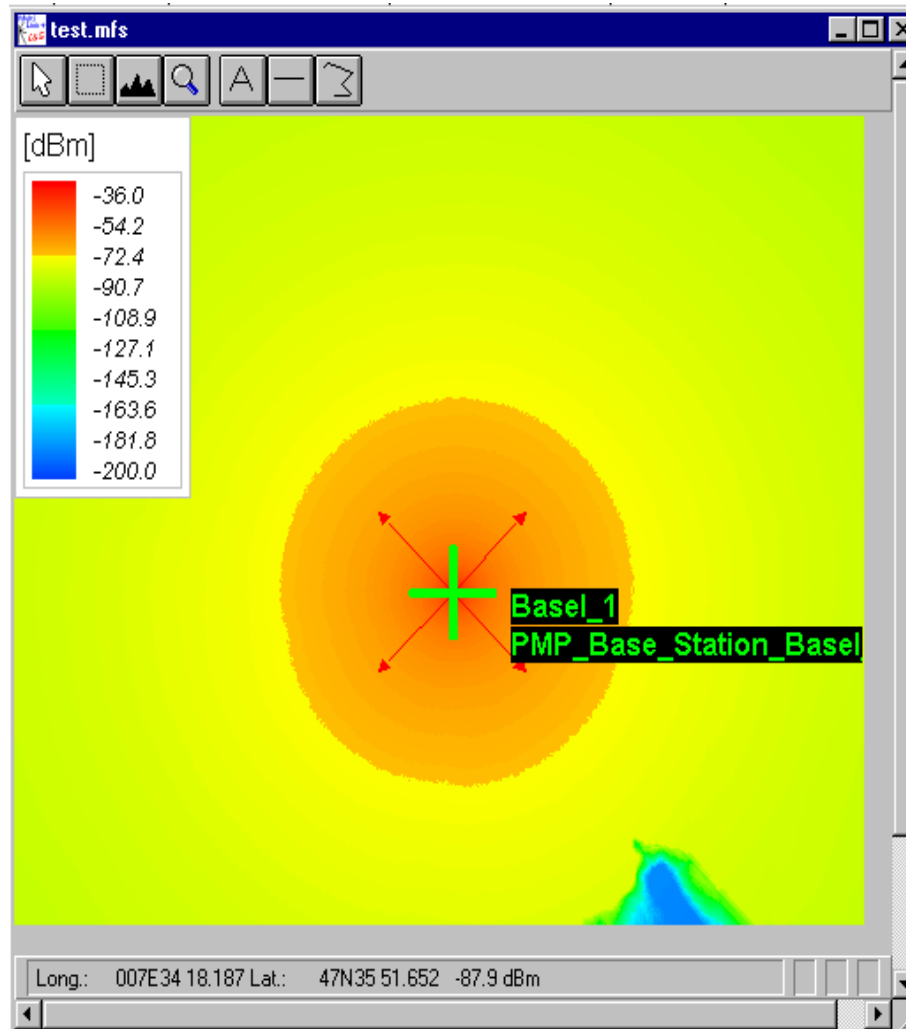 test.mfs
A
[dBm]
-36.0
-54.2
-72.4
-90.7
-108.9
-127.1
-145.3
-163.6
-181.8
-200.0
Basel_1
PMP_Base_Station_Basel
Long.: 007E34 18.187 Lat.: 47N35 51.652 -87.9 dBm